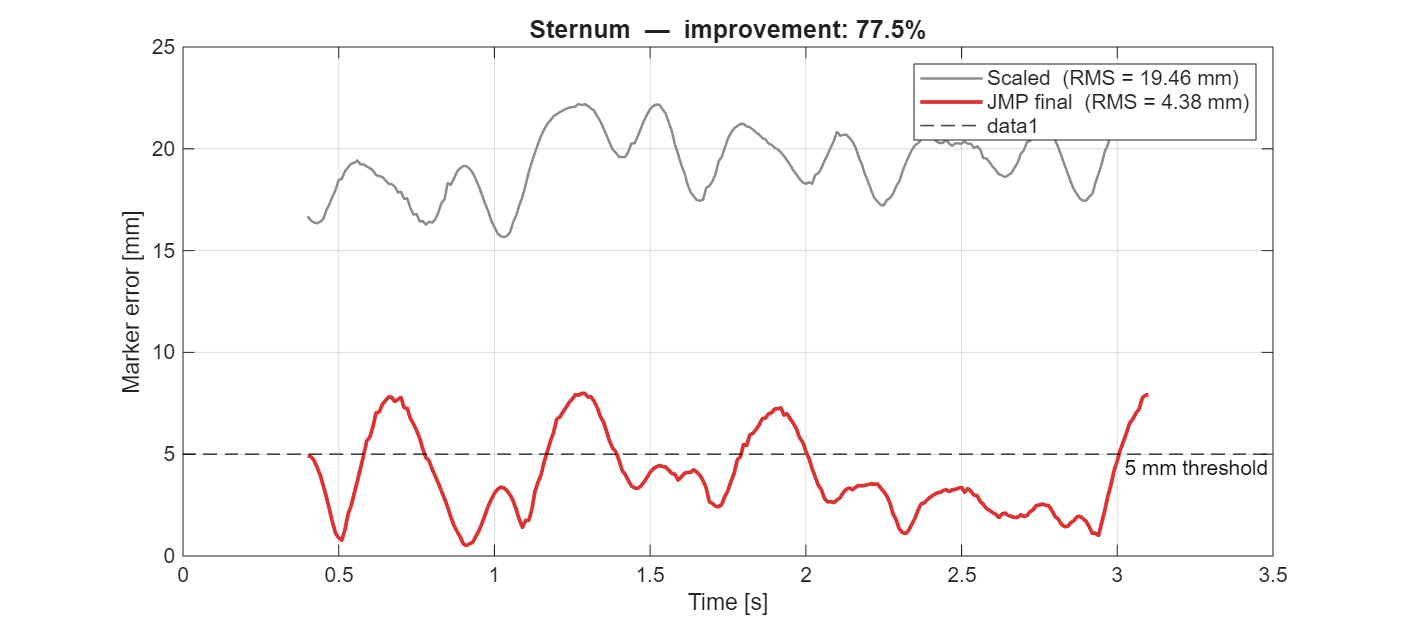 Sternum — improvement: 77.5%
25
20
15
10
5
0
Marker error [mm]
Scaled (RMS = 19.46 mm)
JMP final (RMS = 4.38 mm)
data1
5 mm threshold
0 0.5 1 1.5 2 2.5 3 3.5
Time [s]